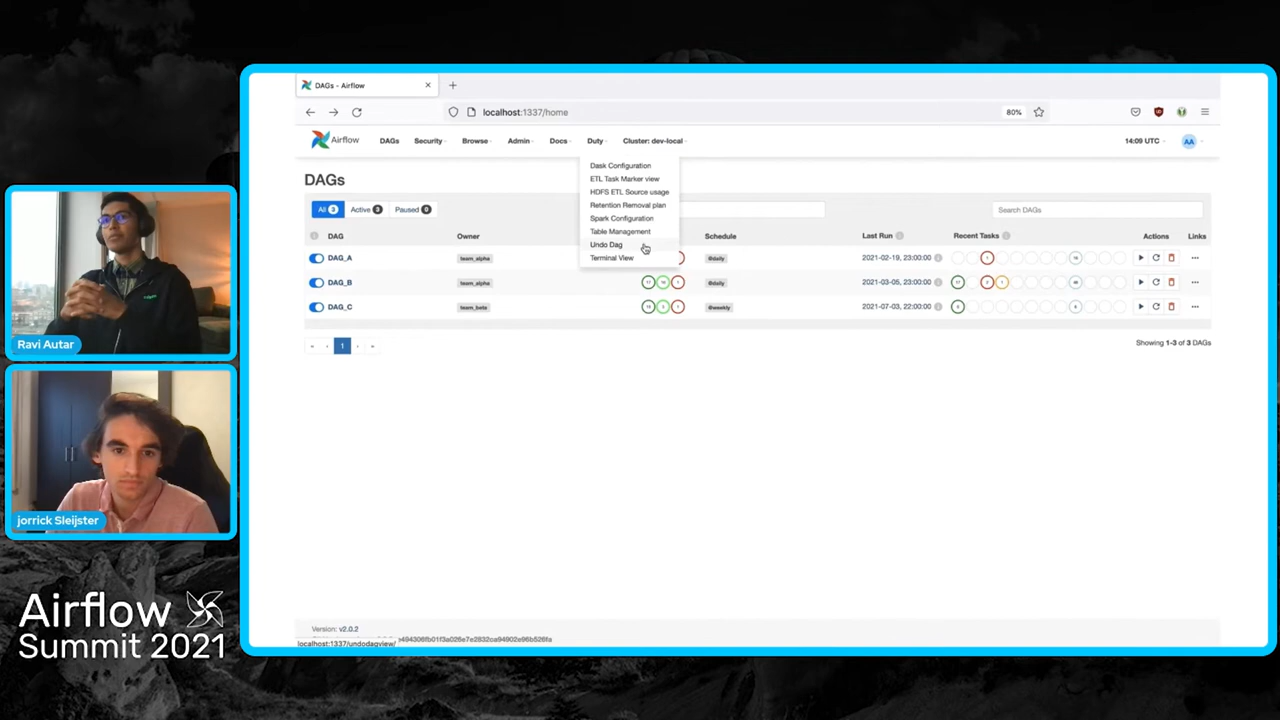 DAGs - Airflow
localhost:1337/home
80%
Airflow
DAGs
Security
Browse
Admin
Docs
Duty
Cluster: dev-local
14:09 UTC
AA
Dask Configuration
ETL Task Marker view
HDFS ETL Source usage
Retention Removal plan
Spark Configuration
Table Management
Undo Dag
Terminal View
DAGs
All 3
Active 3
Paused 0
Search DAGs
DAG
Owner
Schedule
Last Run
Recent Tasks
Actions
Links
DAG_A
team_alpha
@daily
2021-02-19, 23:00:00
DAG_B
team_alpha
@daily
2021-03-05, 23:00:00
DAG_C
team_beta
@weekly
2021-07-03, 22:00:00
« ‹ 1 › »
Showing 1-3 of 3 DAGs
Version: v2.0.2
localhost:1337/undodagview/
Ravi Autar
jorrick Sleijster
Airflow
Summit 2021